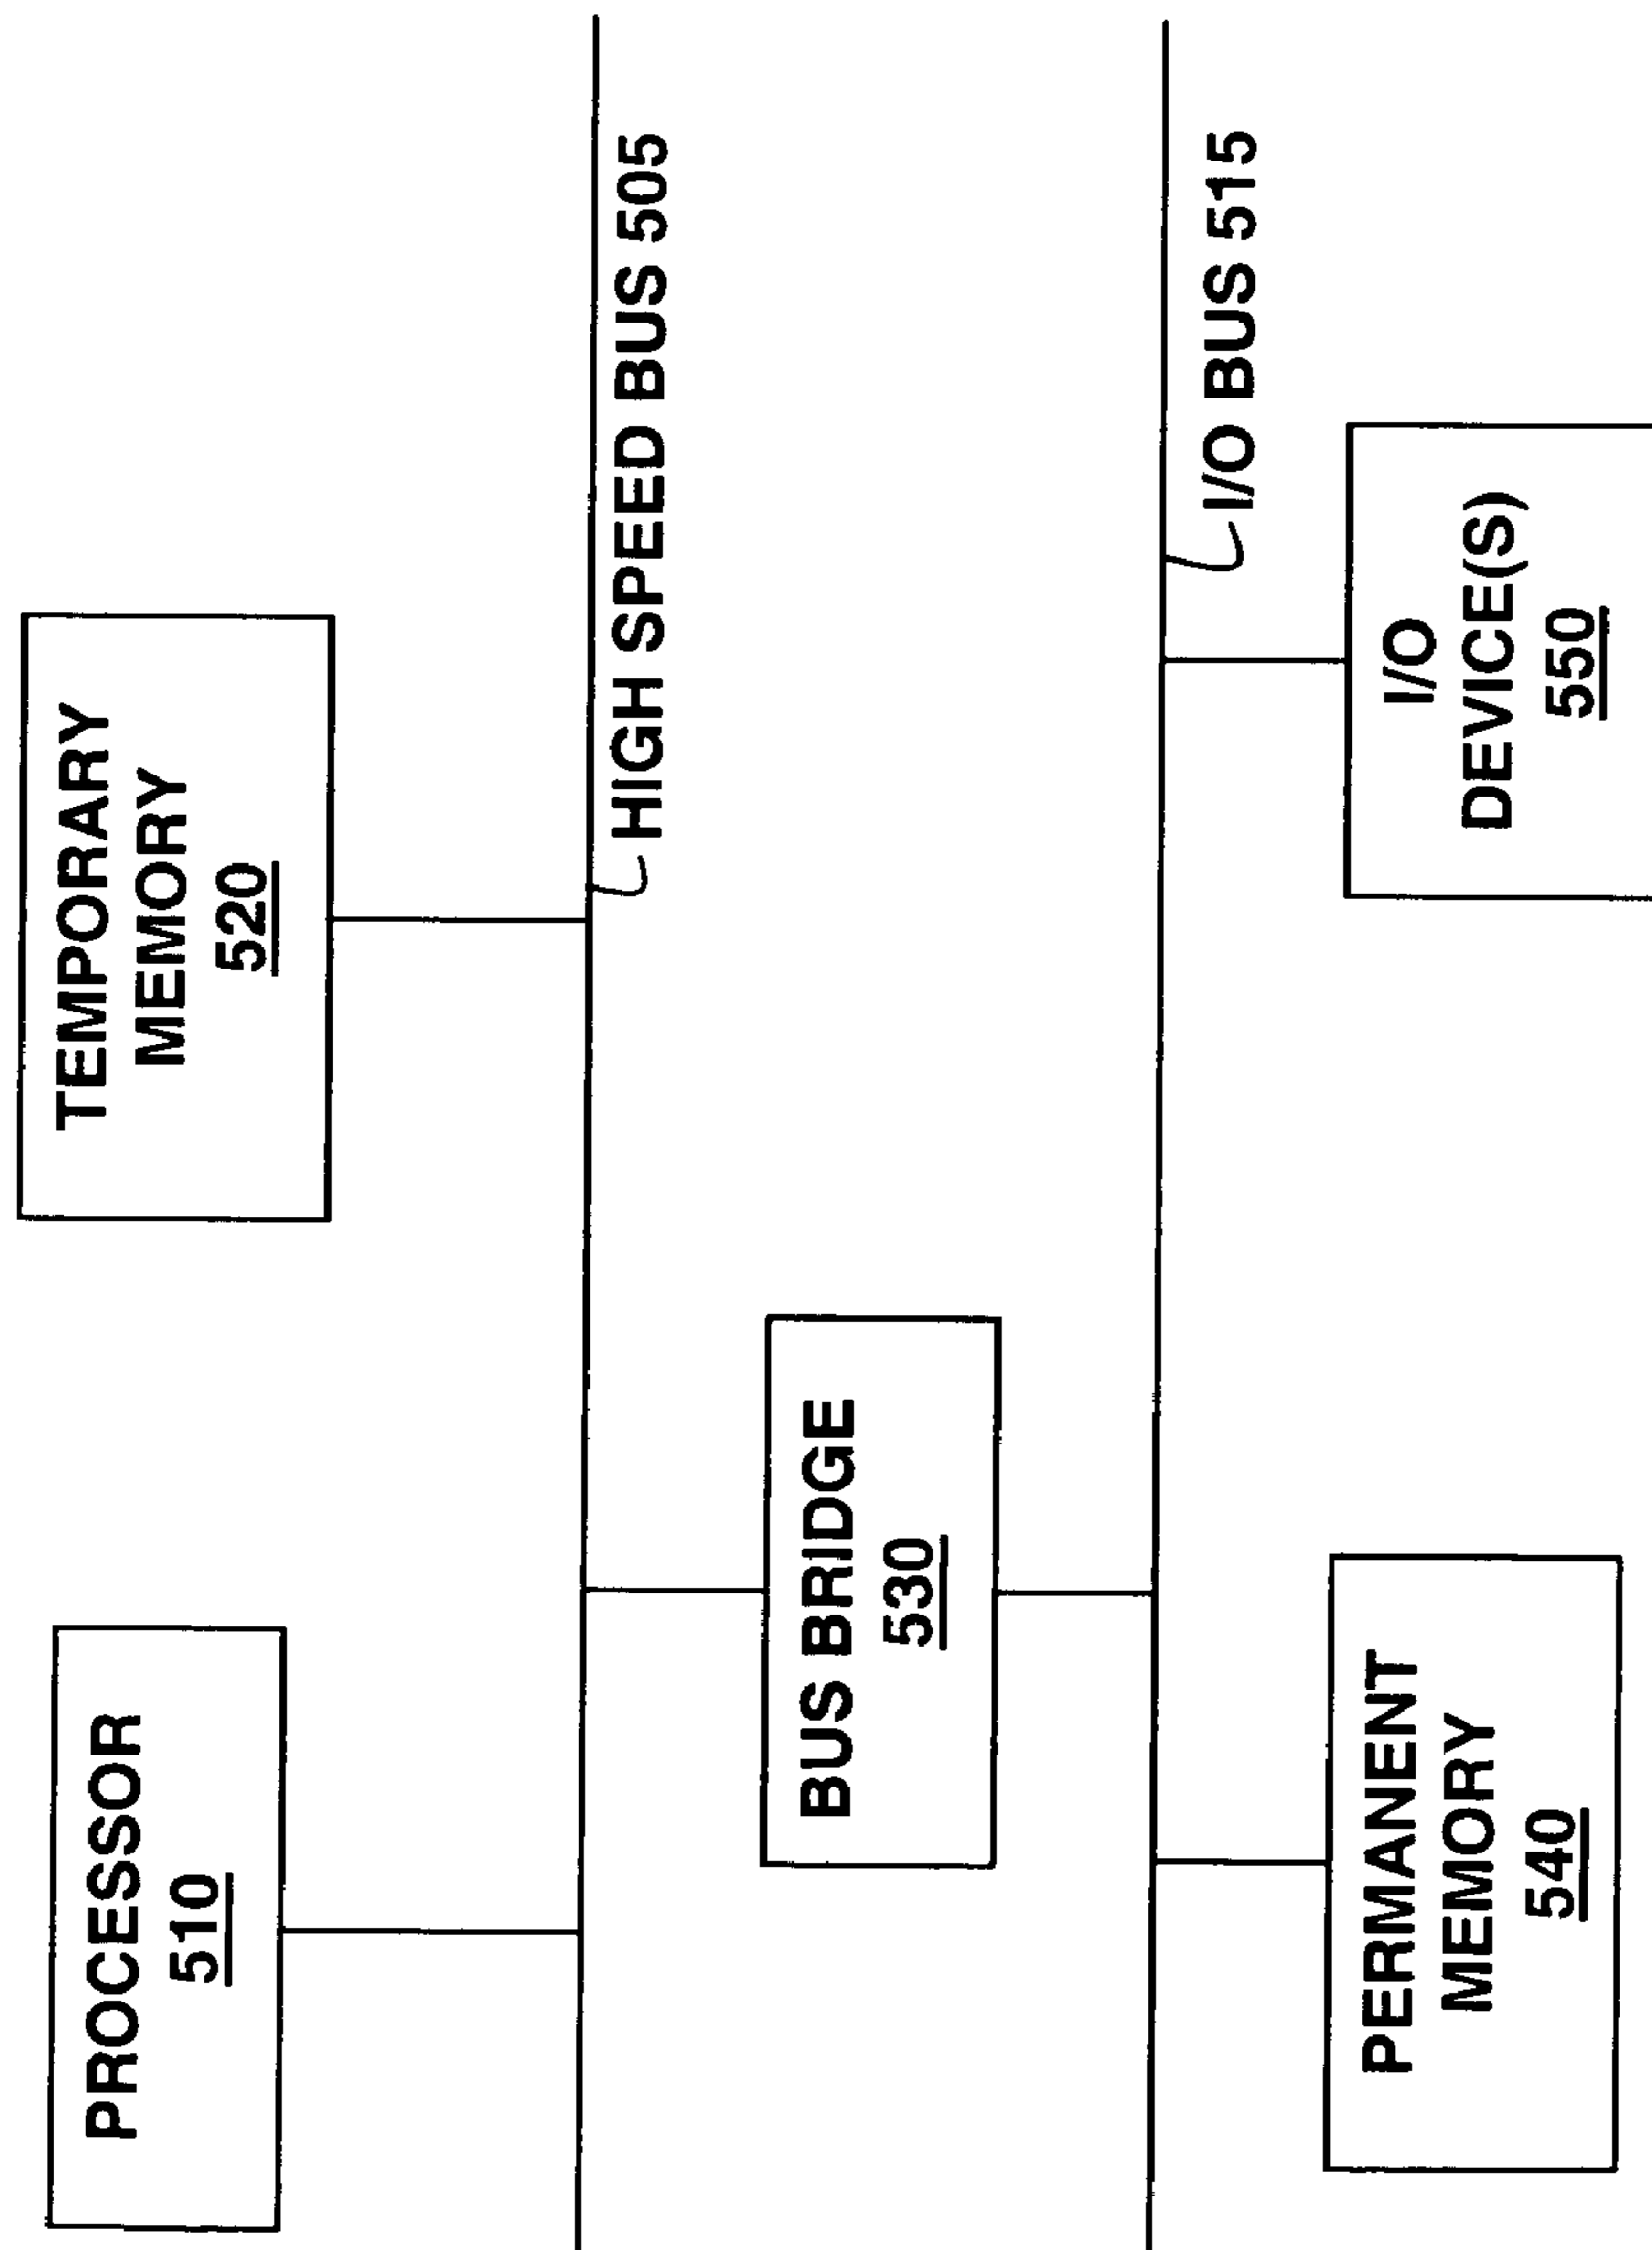 PROCESSOR
510
TEMPORARY
MEMORY
520
HIGH SPEED BUS 505
BUS BRIDGE
530
I/O BUS 515
PERMANENT
MEMORY
540
I/O
DEVICE(S)
550